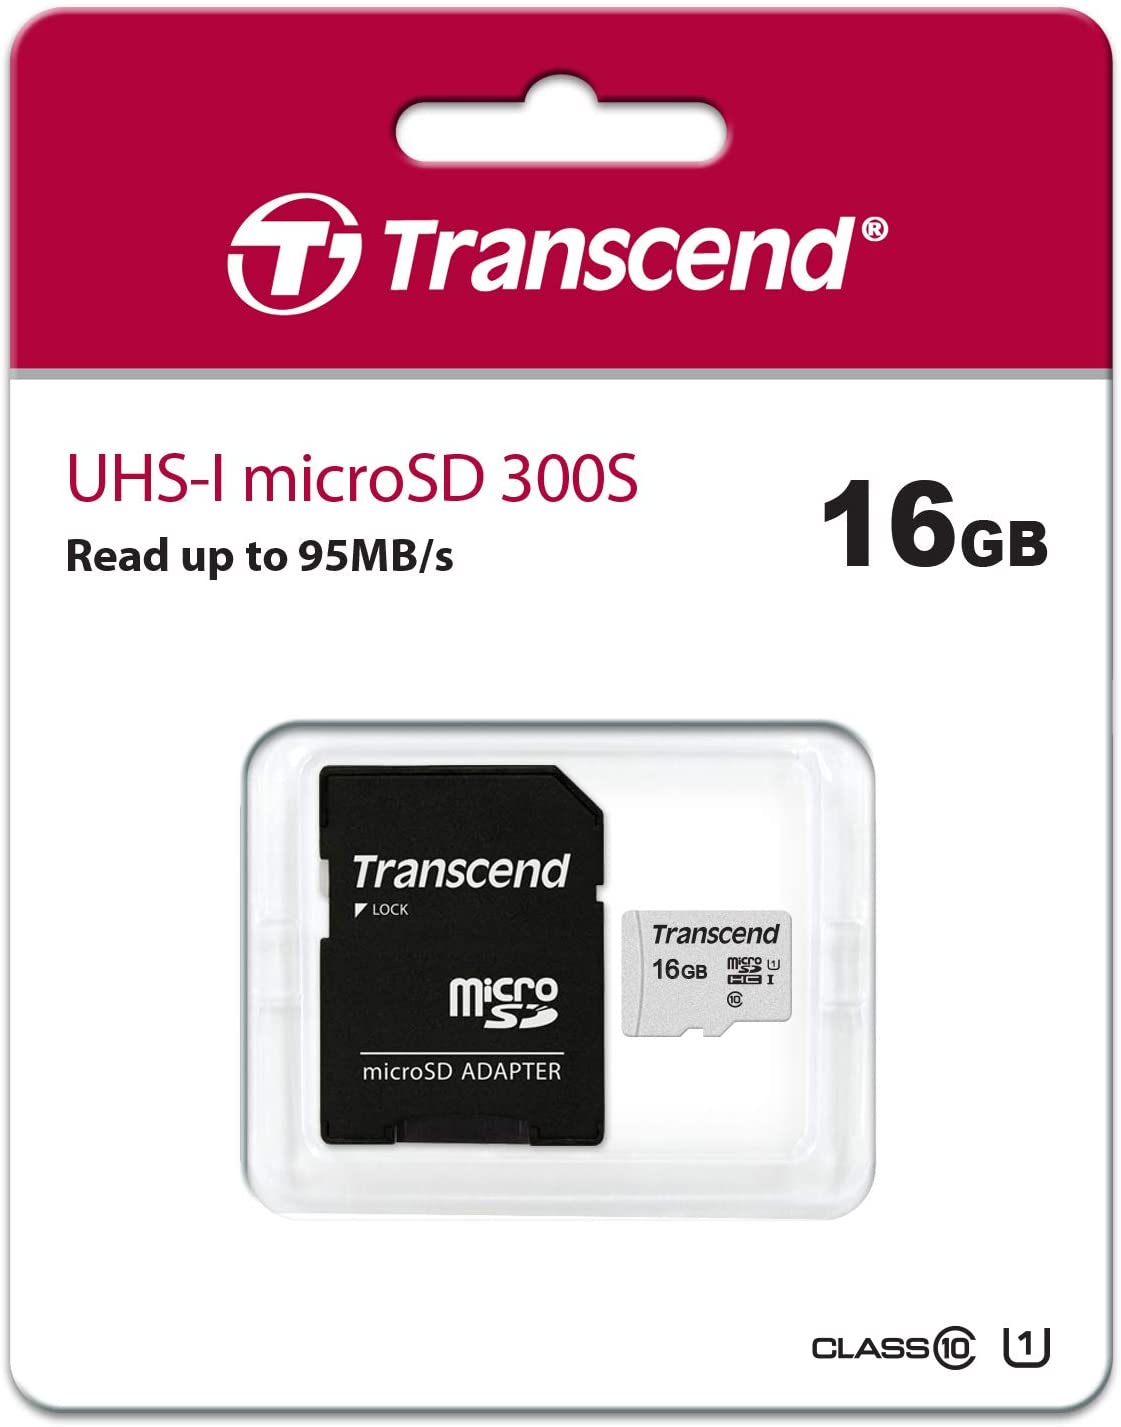 Transcend®
UHS-I microSD 300S
16GB
Read up to 95MB/s
Transcend
LOCK
Micro
SD
microSD ADAPTER
Transcend
16GB
Micro
SD
HC I
U1
10
CLASS 10 U1